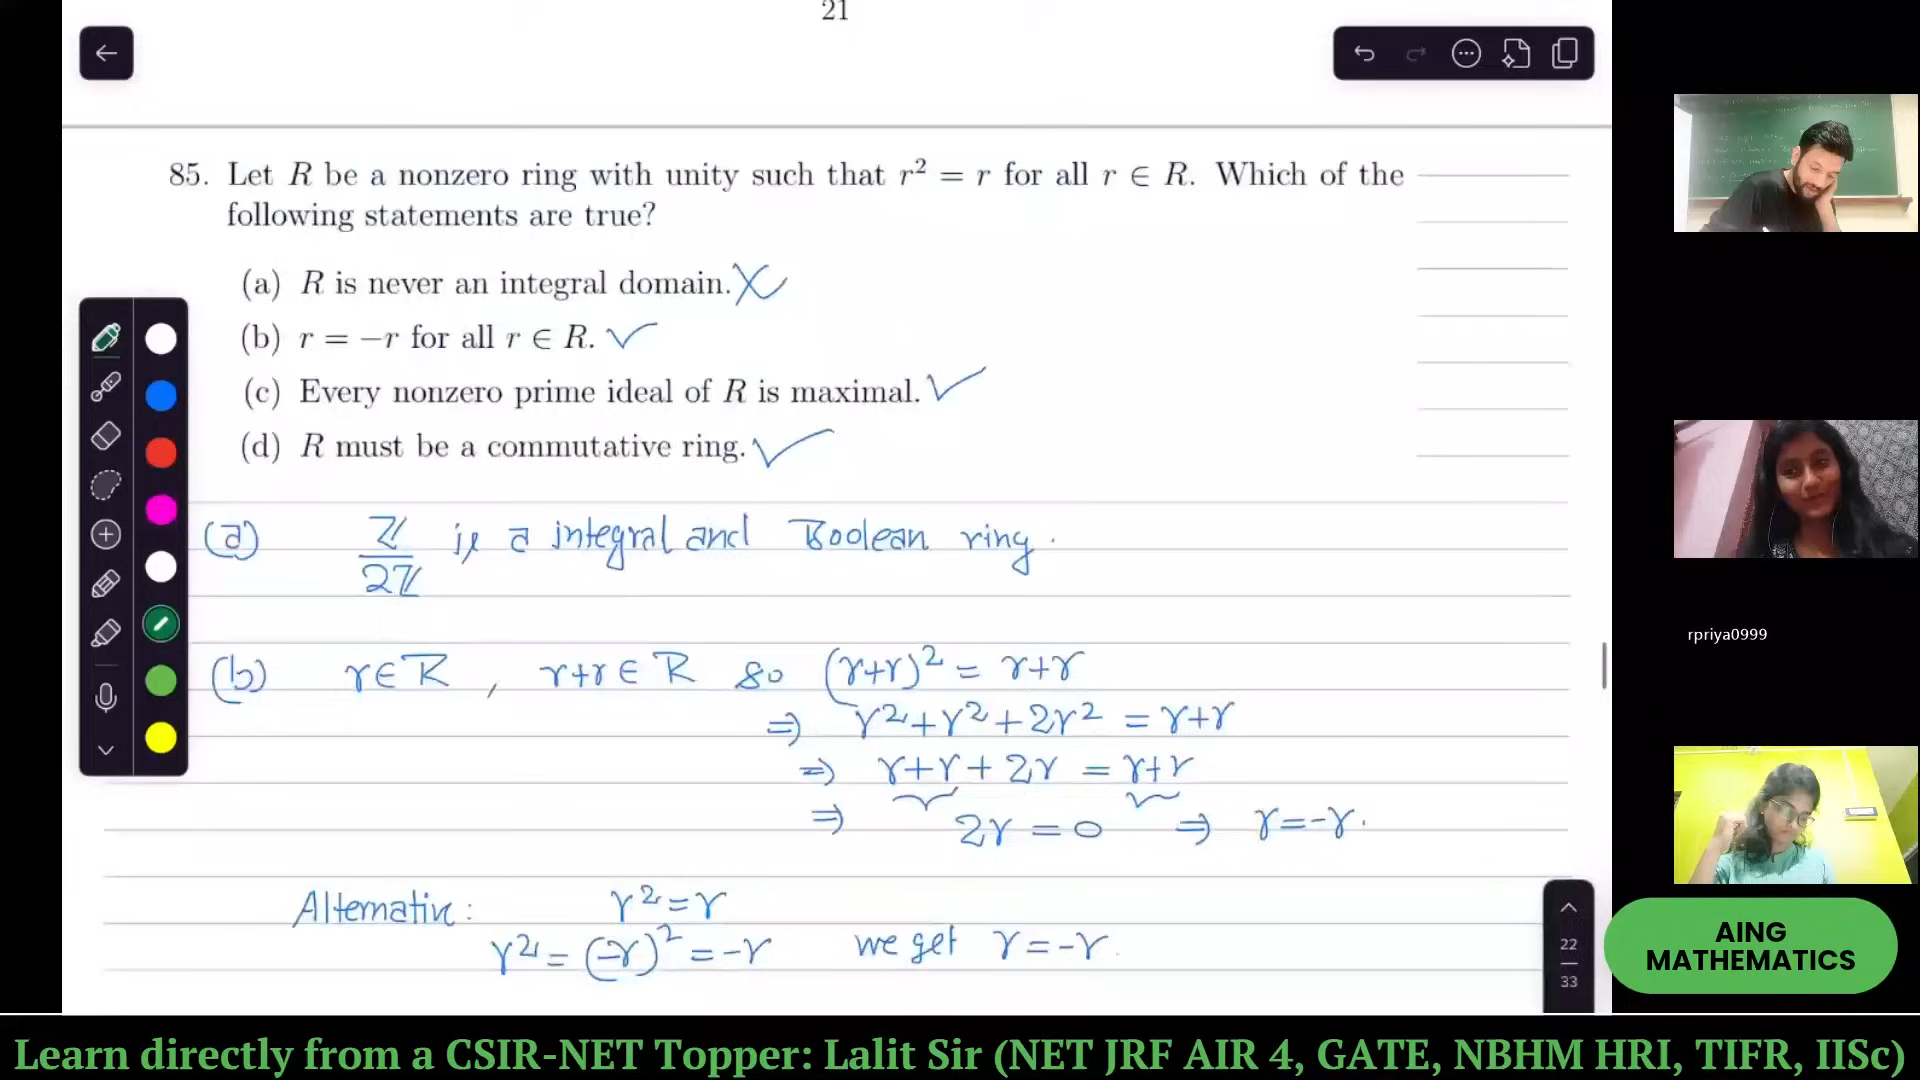 21
85. Let R be a nonzero ring with unity such that r² = r for all r ∈ R. Which of the
following statements are true?
(a) R is never an integral domain. X
(b) r = −r for all r ∈ R. ✓
(c) Every nonzero prime ideal of R is maximal. ✓
(d) R must be a commutative ring. ✓
(a) ℤ/2ℤ is a integral and Boolean ring.
(b) r∈R , r+r∈R so (r+r)² = r+r
⇒ r²+r²+2r² = r+r
⇒ r+r+2r = r+r
⇒ 2r = 0 ⇒ r=-r.
Alternative: r² = r
r² = (-r)² = -r we get r = -r.
22
33
rpriya0999
AING
MATHEMATICS
Learn directly from a CSIR-NET Topper: Lalit Sir (NET JRF AIR 4, GATE, NBHM HRI, TIFR, IISc)